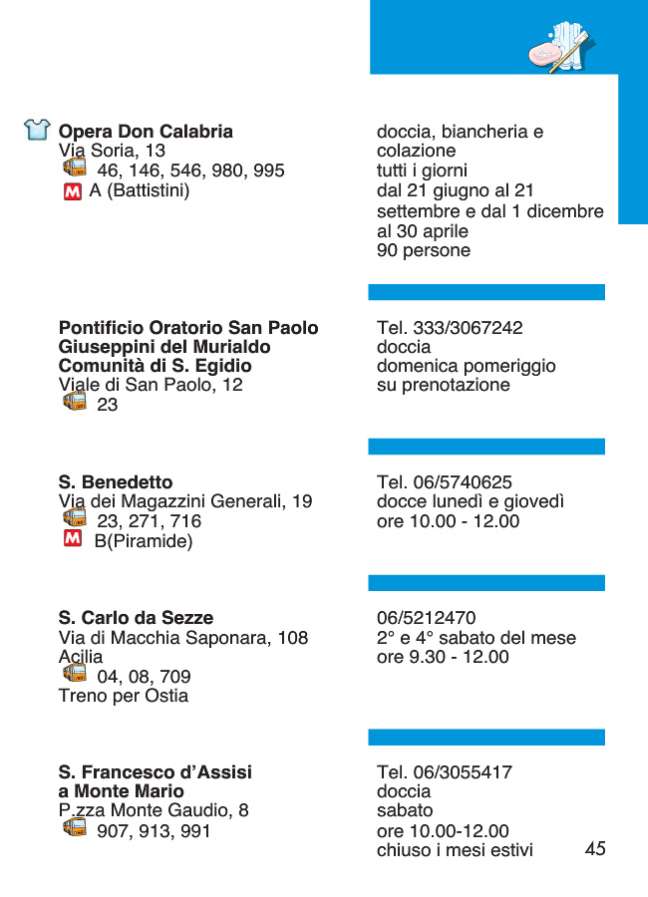 Opera Don Calabria
Via Soria, 13
46, 146, 546, 980, 995
M A (Battistini)
doccia, biancheria e
colazione
tutti i giorni
dal 21 giugno al 21
settembre e dal 1 dicembre
al 30 aprile
90 persone
Pontificio Oratorio San Paolo
Giuseppini del Murialdo
Comunità di S. Egidio
Viale di San Paolo, 12
23
Tel. 333/3067242
doccia
domenica pomeriggio
su prenotazione
S. Benedetto
Via dei Magazzini Generali, 19
23, 271, 716
M B(Piramide)
Tel. 06/5740625
docce lunedì e giovedì
ore 10.00 - 12.00
S. Carlo da Sezze
Via di Macchia Saponara, 108
Acilia
04, 08, 709
Treno per Ostia
06/5212470
2° e 4° sabato del mese
ore 9.30 - 12.00
S. Francesco d’Assisi
a Monte Mario
P.zza Monte Gaudio, 8
907, 913, 991
Tel. 06/3055417
doccia
sabato
ore 10.00-12.00
chiuso i mesi estivi
45